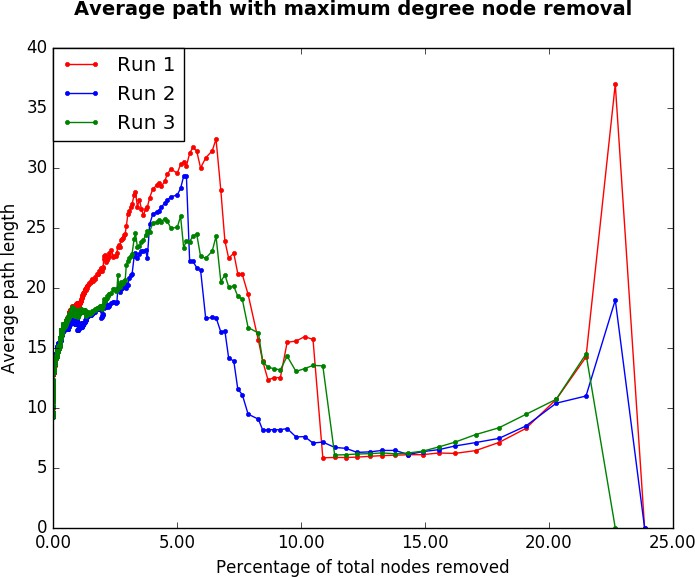 Average path with maximum degree node removal
Run 1
Run 2
Run 3
Average path length
40
35
30
25
20
15
10
5
0
0.00 5.00 10.00 15.00 20.00 25.00
Percentage of total nodes removed